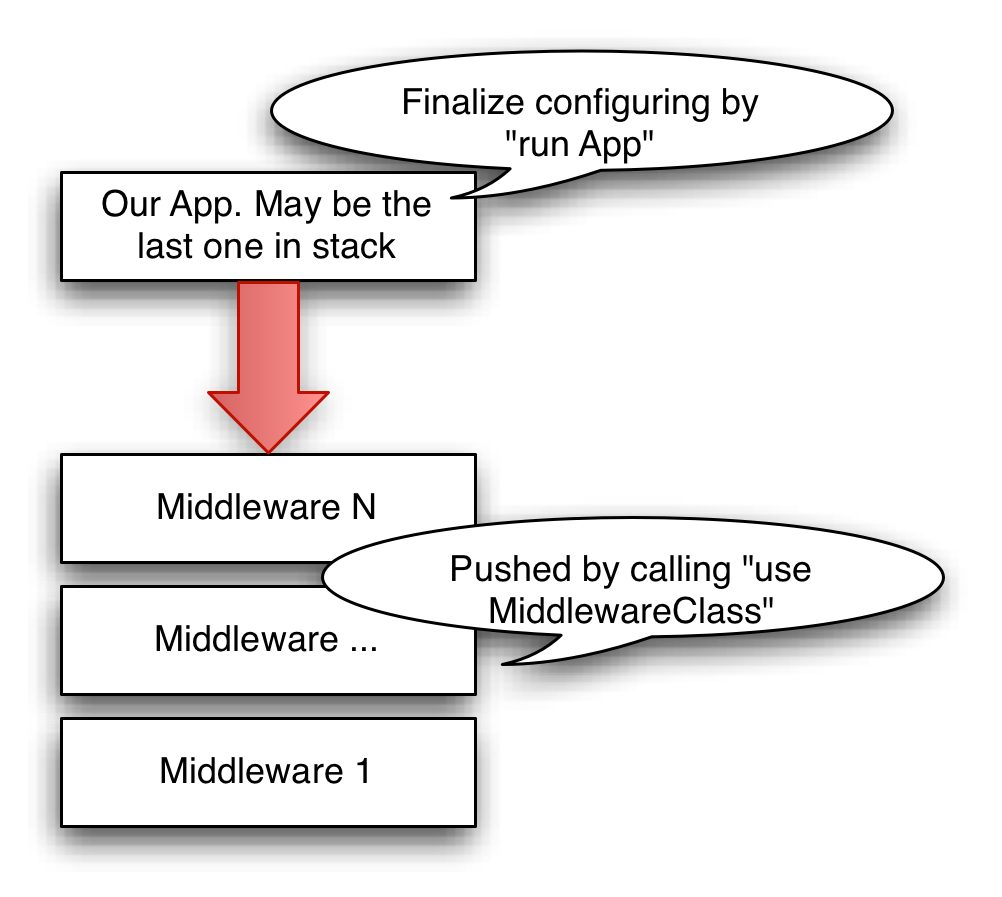 Finalize configuring by
"run App"
Our App. May be the
last one in stack
Middleware N
Pushed by calling "use
MiddlewareClass"
Middleware ...
Middleware 1